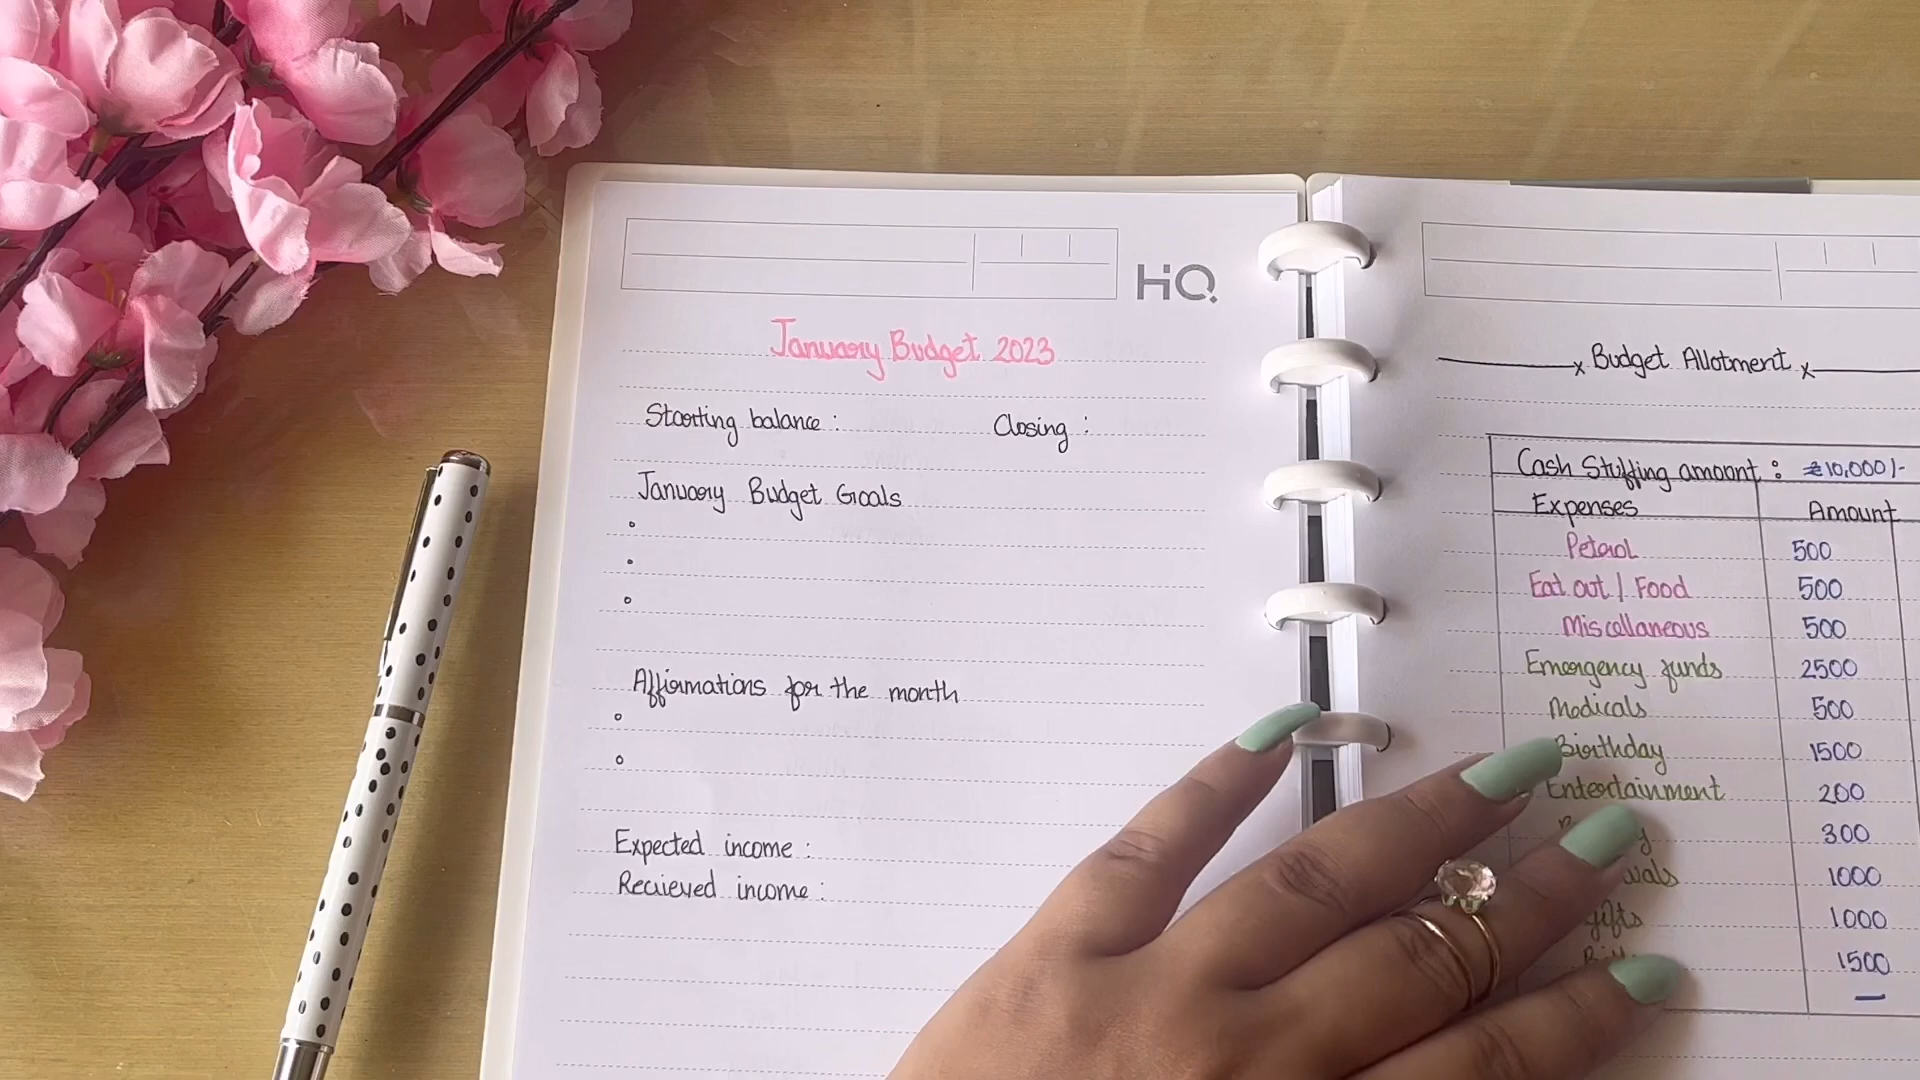 HQ
January Budget 2023
Starting balance : Closing :
January Budget Goals
Affirmations for the month
Expected income :
Recieved income :
x Budget Allotment x
Cash Stuffing amount : ₹10,000/-
Expenses Amount
Petrol 500
Eat out / Food 500
Miscellaneous 500
Emergency funds 2500
Medicals 500
Birthday 1500
Entertainment 200
300
1000
gifts 1000
1500